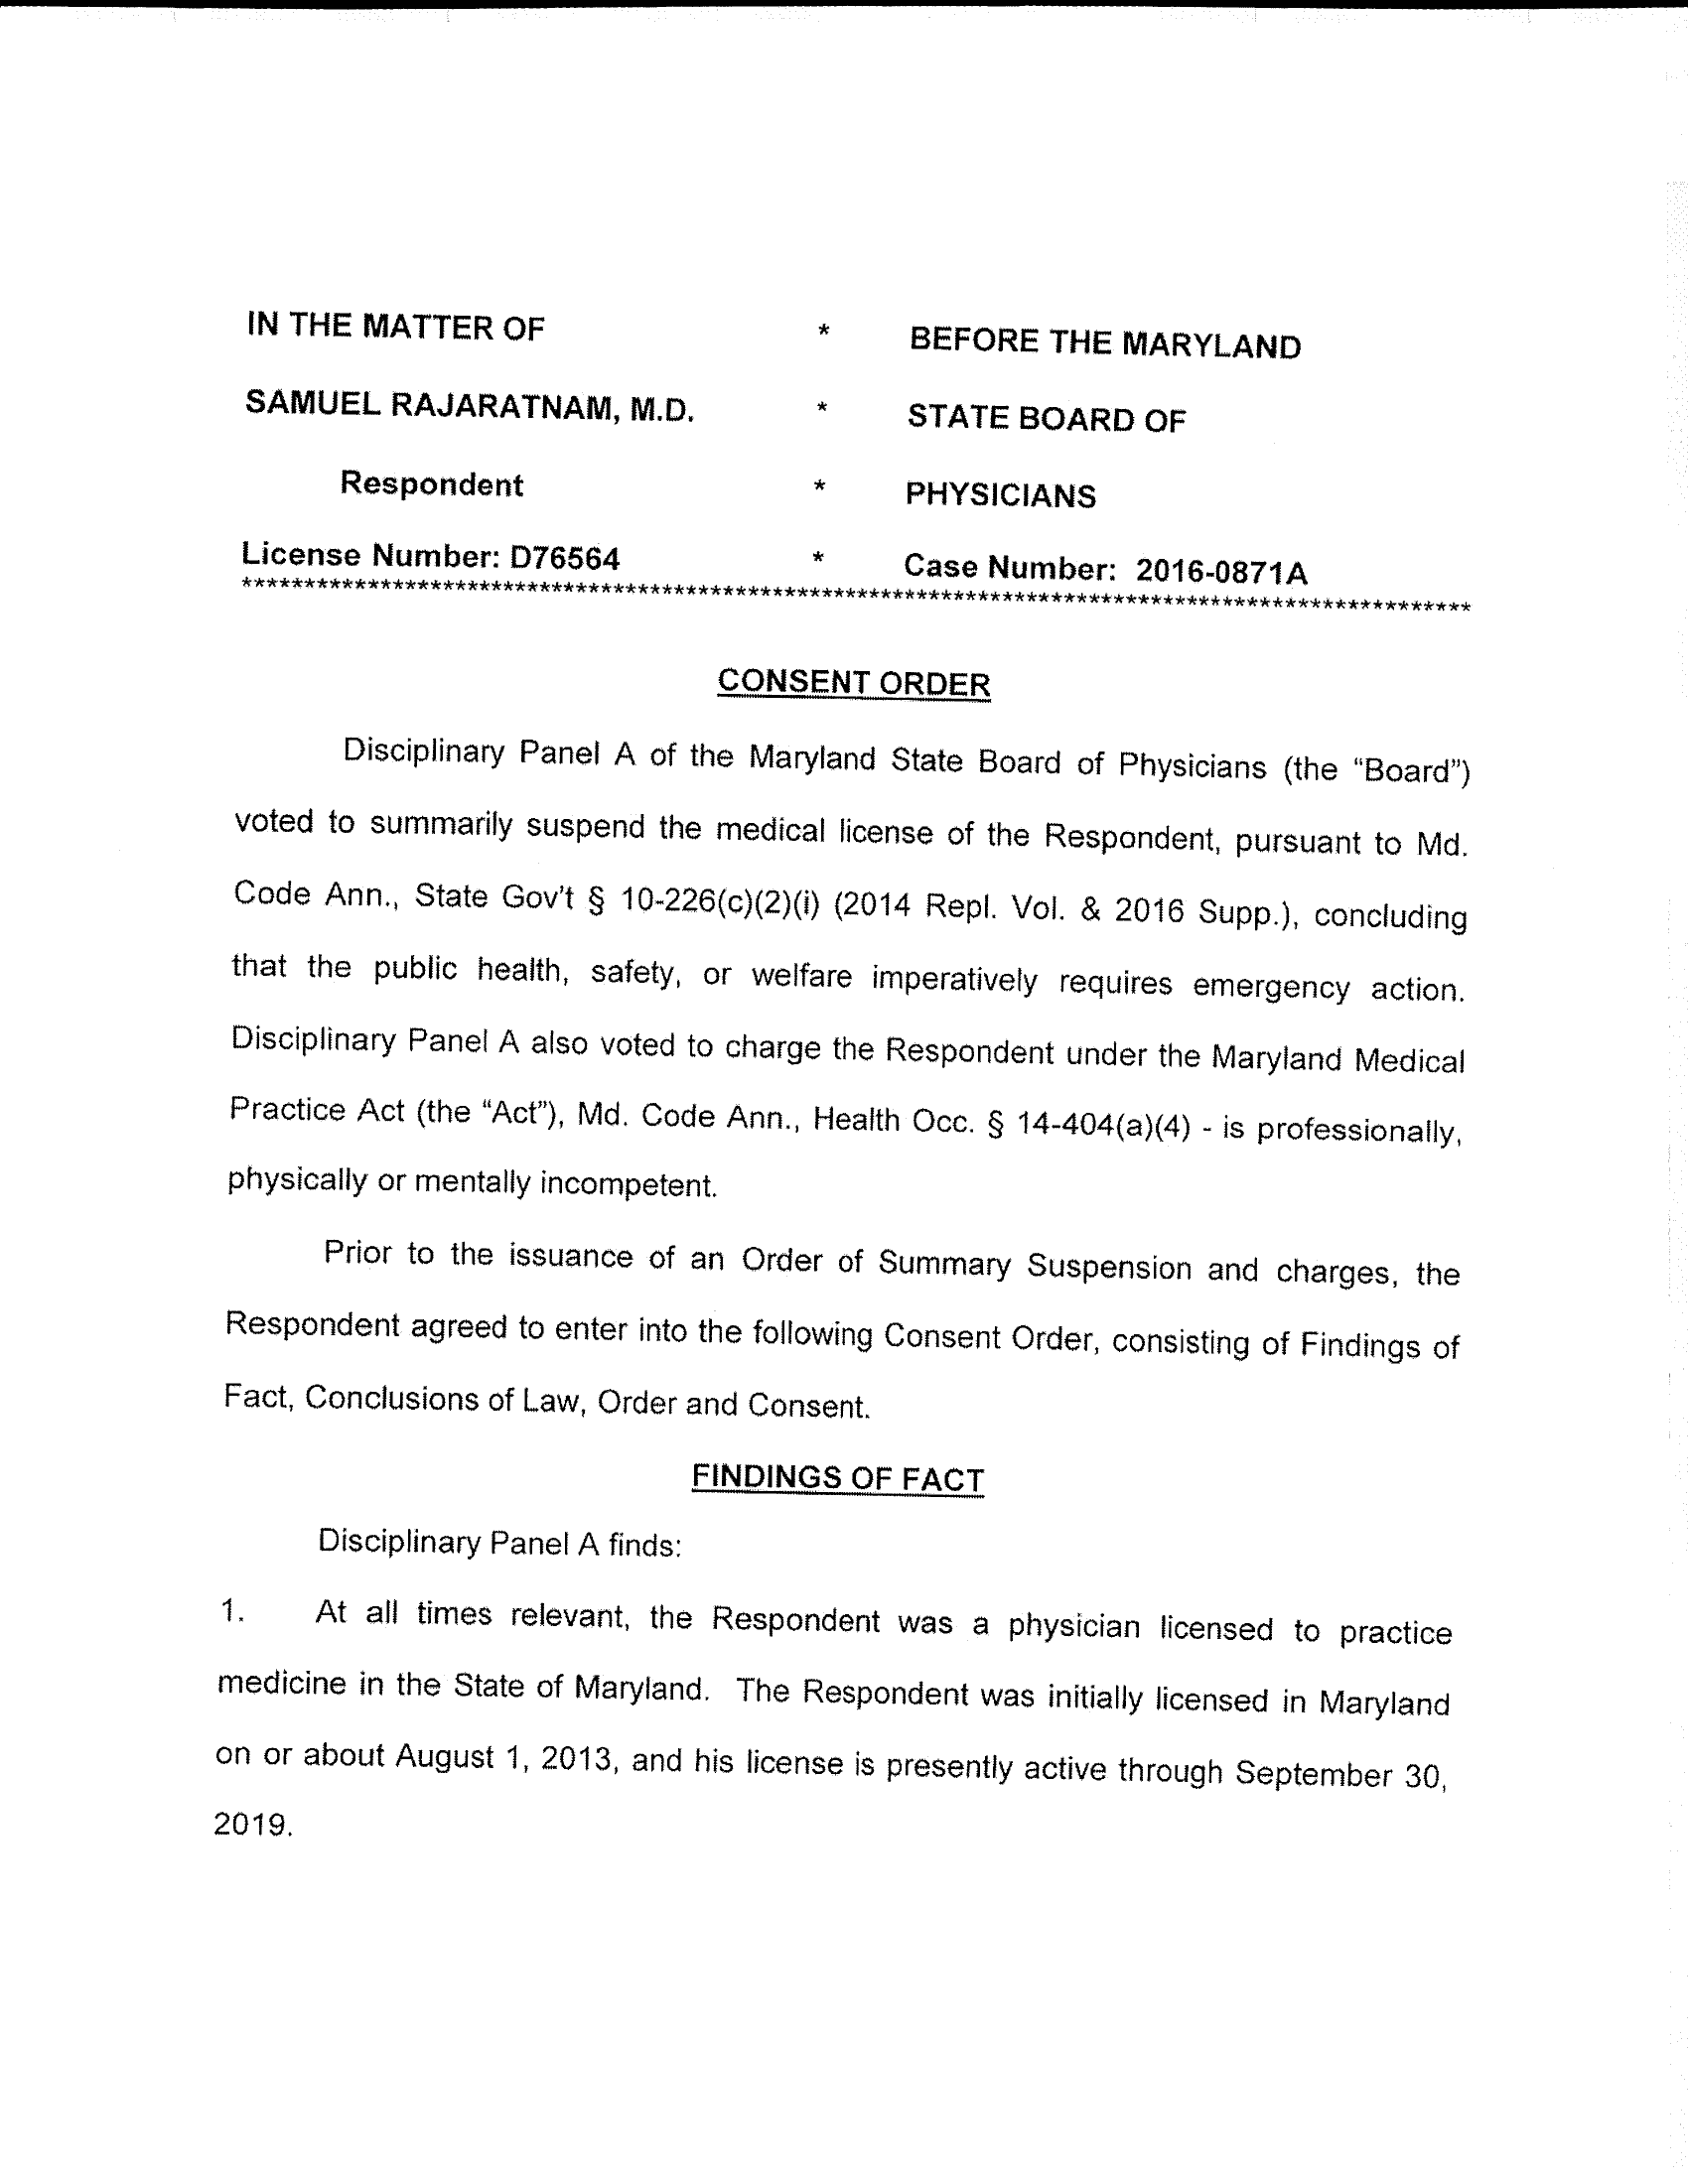 IN THE MATTER OF * BEFORE THE MARYLAND
SAMUEL RAJARATNAM, M.D. * STATE BOARD OF
Respondent * PHYSICIANS
License Number: D76564 * Case Number: 2016-0871A
****************************************************************************************************
CONSENT ORDER
Disciplinary Panel A of the Maryland State Board of Physicians (the “Board”)
voted to summarily suspend the medical license of the Respondent, pursuant to Md.
Code Ann., State Gov't § 10-226(c)(2)(i) (2014 Repl. Vol. & 2016 Supp.), concluding
that the public health, safety, or welfare imperatively requires emergency action.
Disciplinary Panel A also voted to charge the Respondent under the Maryland Medical
Practice Act (the “Act”), Md. Code Ann., Health Occ. § 14-404(a)(4) - is professionally,
physically or mentally incompetent.
Prior to the issuance of an Order of Summary Suspension and charges, the
Respondent agreed to enter into the following Consent Order, consisting of Findings of
Fact, Conclusions of Law, Order and Consent.
FINDINGS OF FACT
Disciplinary Panel A finds:
1. At all times relevant, the Respondent was a physician licensed to practice
medicine in the State of Maryland. The Respondent was initially licensed in Maryland
on or about August 1, 2013, and his license is presently active through September 30,
2019.